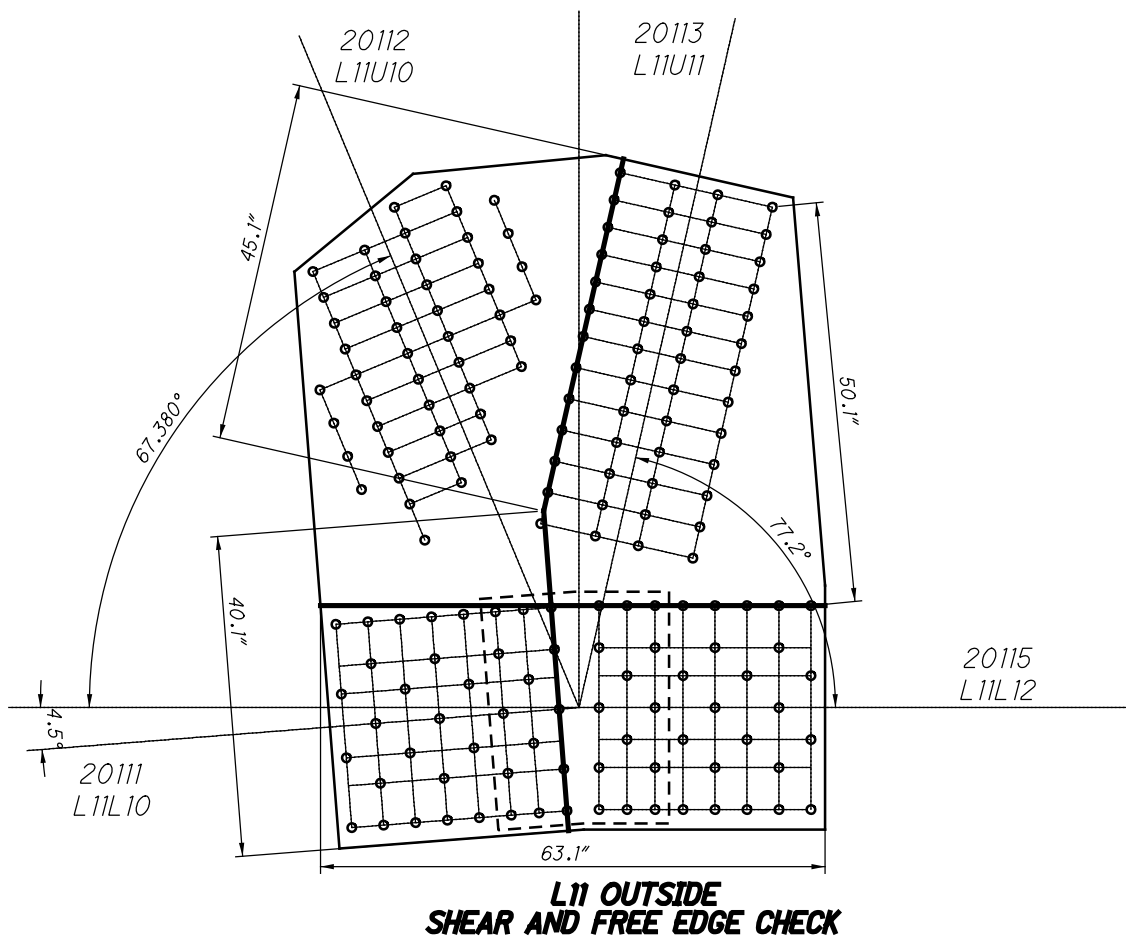 20112
L11U10
20113
L11U11
45.1"
67.380°
50.1"
77.2°
40.1"
4.5°
20111
L11L10
20115
L11L12
63.1"
L11 OUTSIDE
SHEAR AND FREE EDGE CHECK